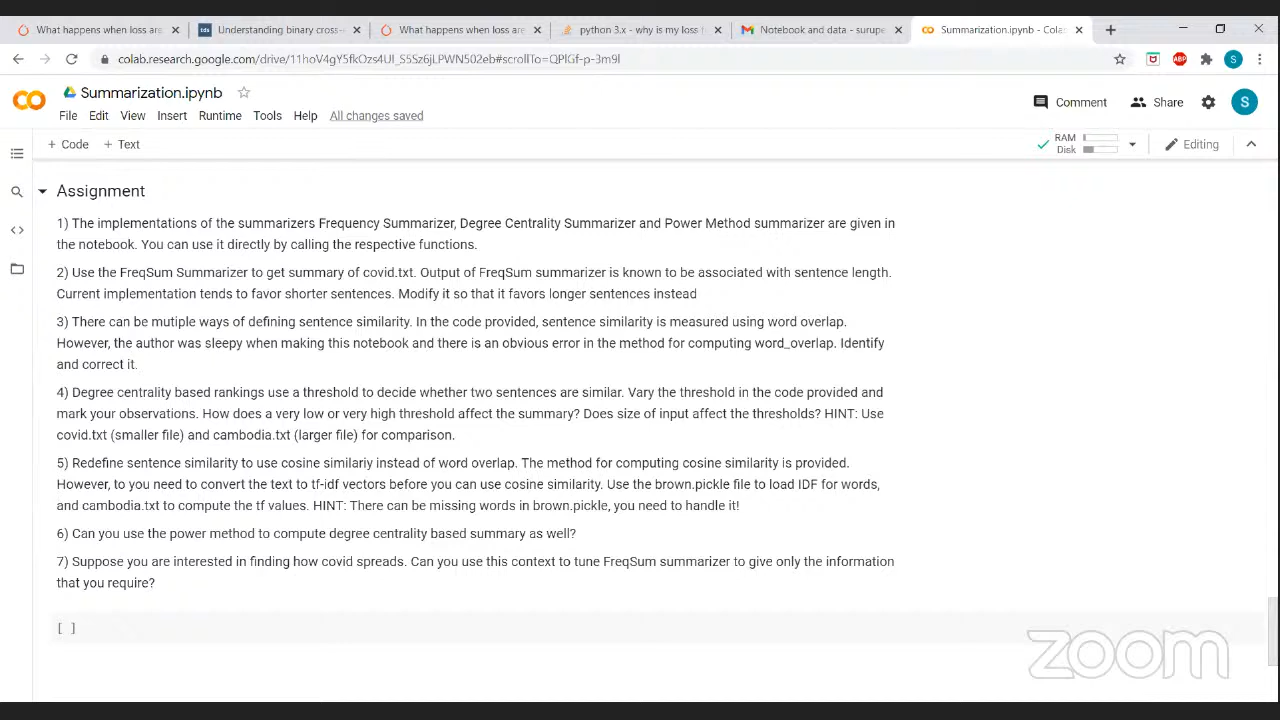 What happens when loss are
Understanding binary cross-
What happens when loss are
python 3.x - why is my loss f
Notebook and data - surupe
Summarization.ipynb - Colab
Summarization.ipynb
File Edit View Insert Runtime Tools Help All changes saved
Comment Share S
+ Code + Text
RAM
Disk
Editing
Assignment
1) The implementations of the summarizers Frequency Summarizer, Degree Centrality Summarizer and Power Method summarizer are given in
the notebook. You can use it directly by calling the respective functions.
2) Use the FreqSum Summarizer to get summary of covid.txt. Output of FreqSum summarizer is known to be associated with sentence length.
Current implementation tends to favor shorter sentences. Modify it so that it favors longer sentences instead
3) There can be mutiple ways of defining sentence similarity. In the code provided, sentence similarity is measured using word overlap.
However, the author was sleepy when making this notebook and there is an obvious error in the method for computing word_overlap. Identify
and correct it.
4) Degree centrality based rankings use a threshold to decide whether two sentences are similar. Vary the threshold in the code provided and
mark your observations. How does a very low or very high threshold affect the summary? Does size of input affect the thresholds? HINT: Use
covid.txt (smaller file) and cambodia.txt (larger file) for comparison.
5) Redefine sentence similarity to use cosine similariy instead of word overlap. The method for computing cosine similarity is provided.
However, to you need to convert the text to tf-idf vectors before you can use cosine similarity. Use the brown.pickle file to load IDF for words,
and cambodia.txt to compute the tf values. HINT: There can be missing words in brown.pickle, you need to handle it!
6) Can you use the power method to compute degree centrality based summary as well?
7) Suppose you are interested in finding how covid spreads. Can you use this context to tune FreqSum summarizer to give only the information
that you require?
[ ]
zoom